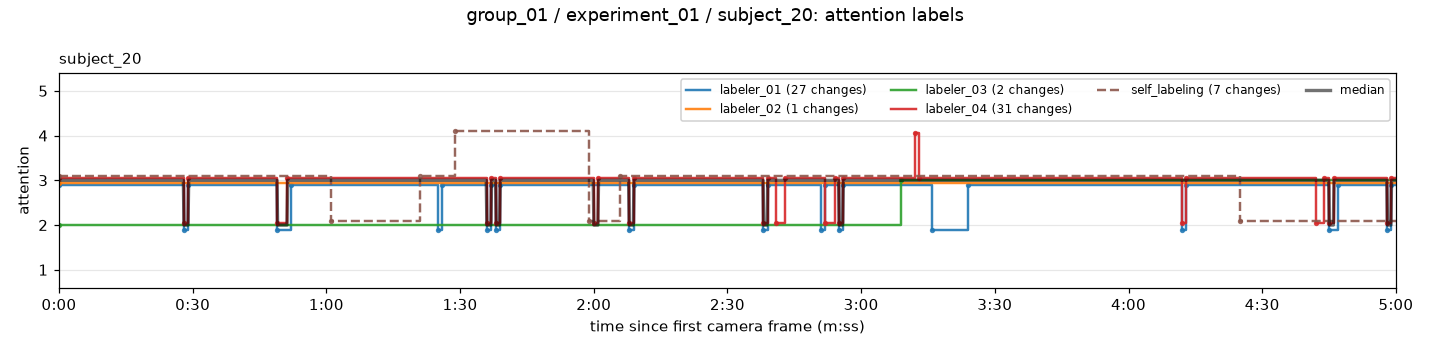 group_01 / experiment_01 / subject_20: attention labels
subject_20
labeler_01 (27 changes) labeler_03 (2 changes) self_labeling (7 changes) median
labeler_02 (1 changes) labeler_04 (31 changes)
5
4
3
2
1
attention
0:00 0:30 1:00 1:30 2:00 2:30 3:00 3:30 4:00 4:30 5:00
time since first camera frame (m:ss)